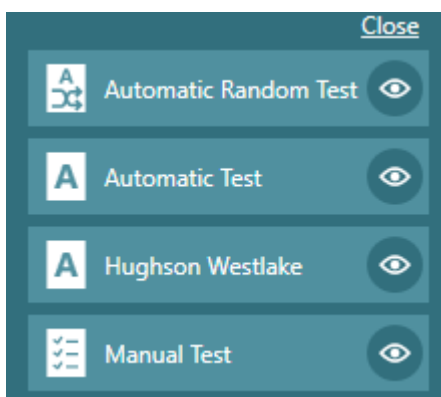 Close
A
Automatic Random Test
A
Automatic Test
A
Hughson Westlake
Manual Test